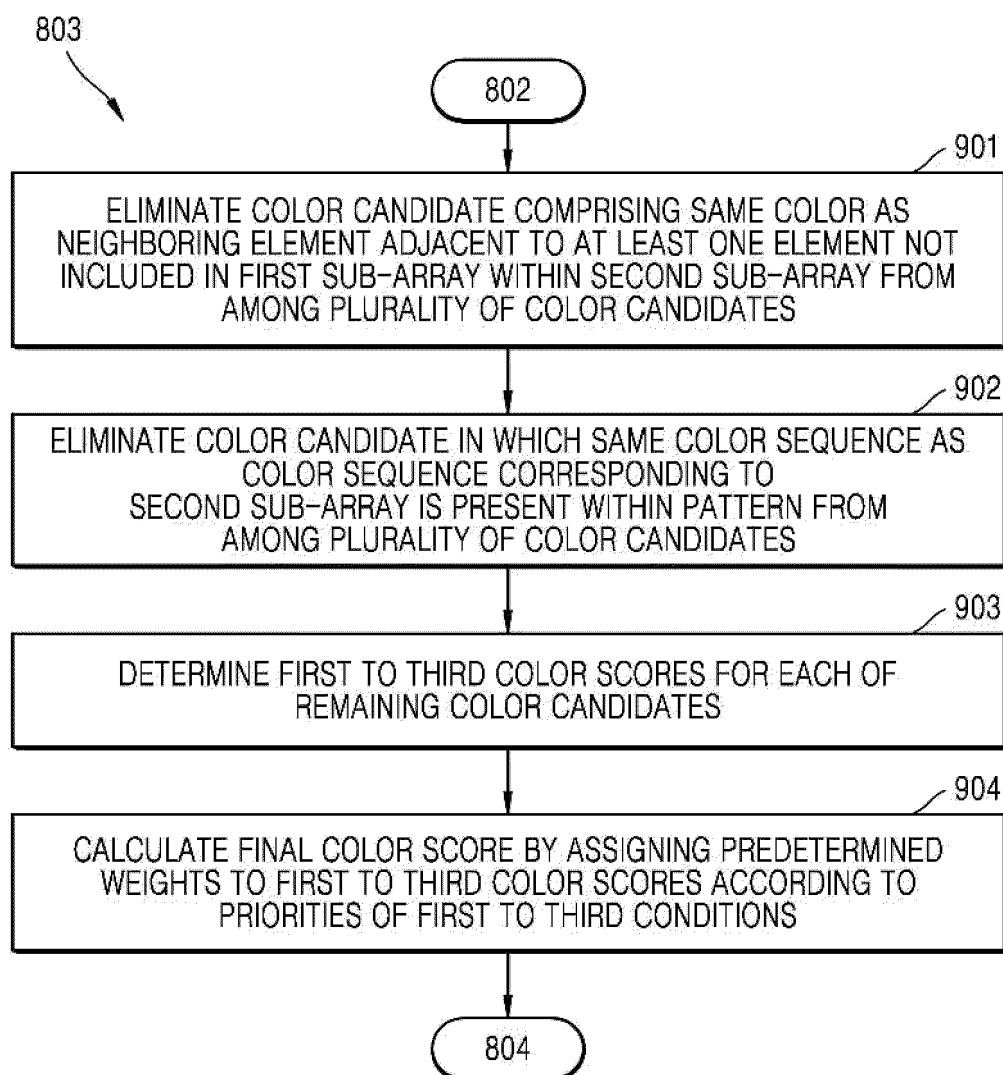 803
802
901
ELIMINATE COLOR CANDIDATE COMPRISING SAME COLOR AS
NEIGHBORING ELEMENT ADJACENT TO AT LEAST ONE ELEMENT NOT
INCLUDED IN FIRST SUB-ARRAY WITHIN SECOND SUB-ARRAY FROM
AMONG PLURALITY OF COLOR CANDIDATES
902
ELIMINATE COLOR CANDIDATE IN WHICH SAME COLOR SEQUENCE AS
COLOR SEQUENCE CORRESPONDING TO
SECOND SUB-ARRAY IS PRESENT WITHIN PATTERN FROM
AMONG PLURALITY OF COLOR CANDIDATES
903
DETERMINE FIRST TO THIRD COLOR SCORES FOR EACH OF
REMAINING COLOR CANDIDATES
904
CALCULATE FINAL COLOR SCORE BY ASSIGNING PREDETERMINED
WEIGHTS TO FIRST TO THIRD COLOR SCORES ACCORDING TO
PRIORITIES OF FIRST TO THIRD CONDITIONS
804